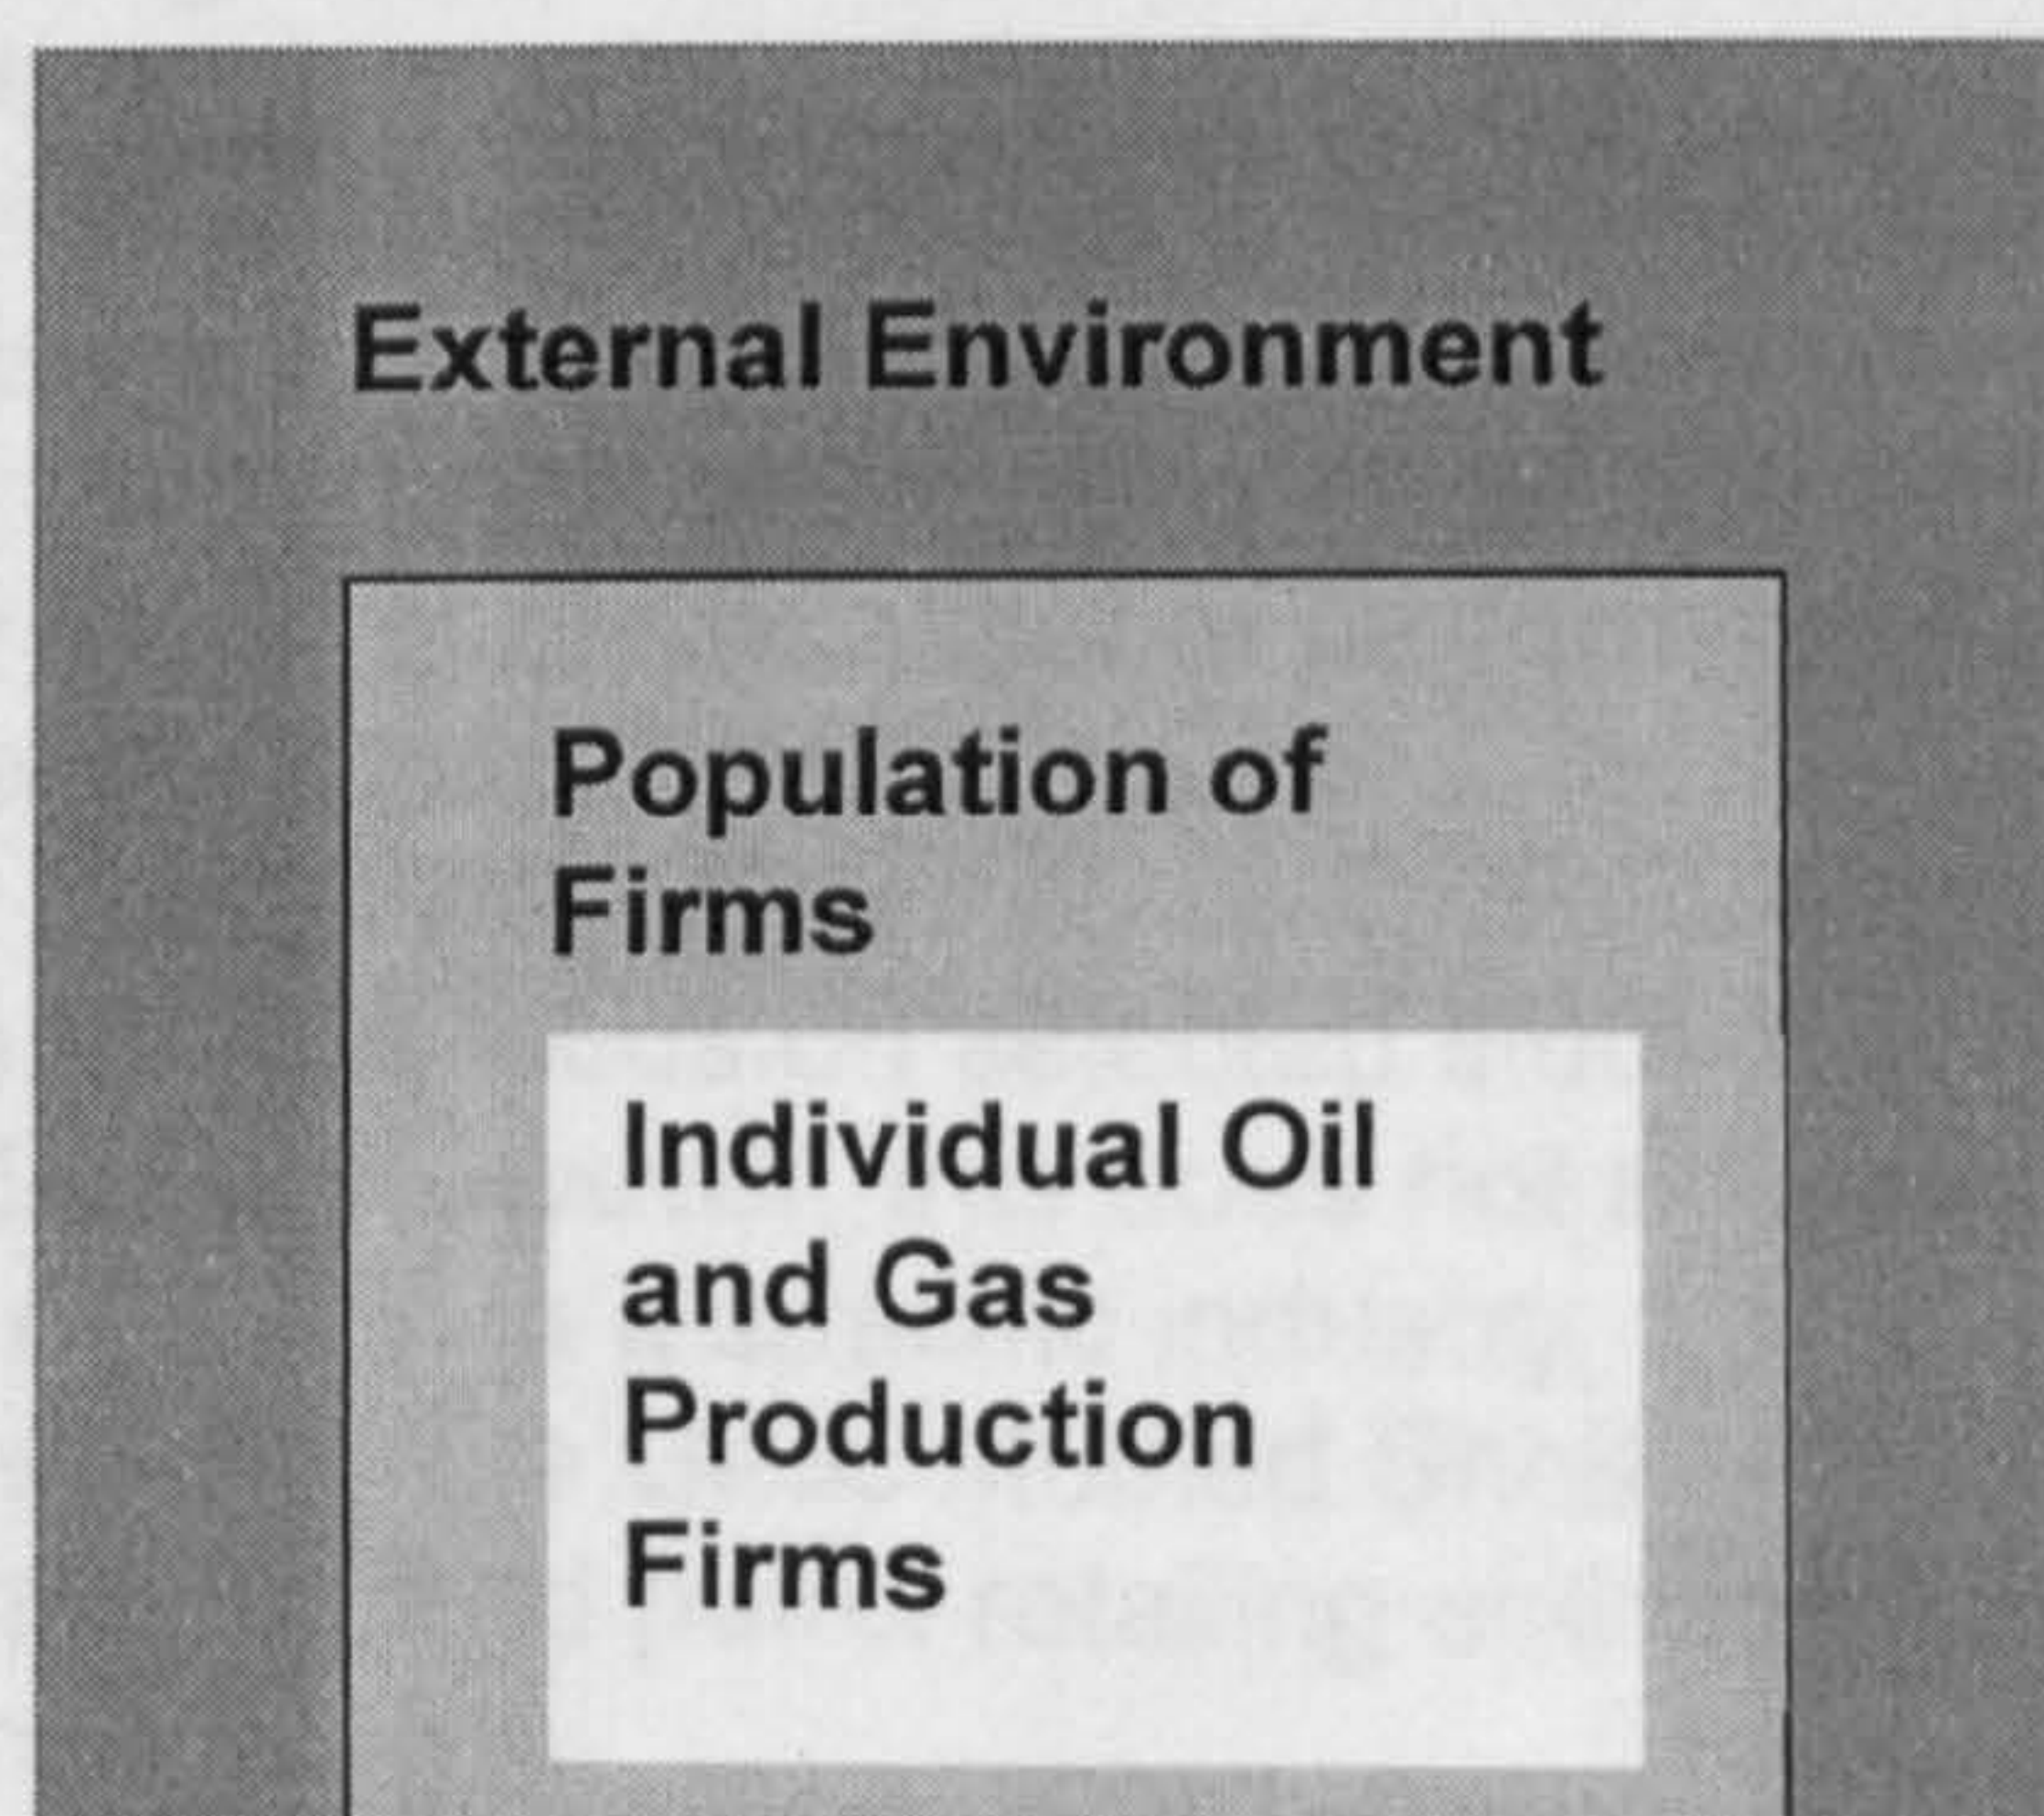 External Environment
Population of
Firms
Individual Oil
and Gas
Production
Firms